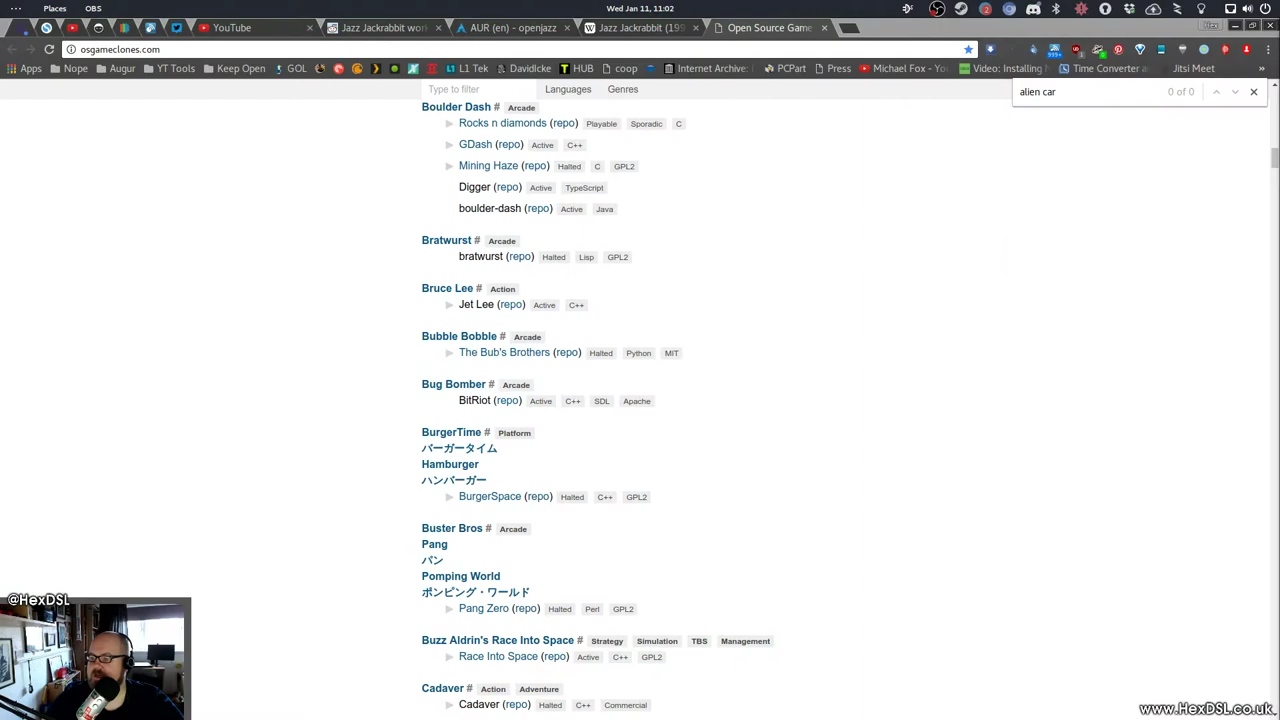 Places OBS Wed Jan 11, 11:02
YouTube Jazz Jackrabbit wor AUR (en) - openjazz Jazz Jackrabbit (199 Open Source Game Hex
osgameclones.com 999+
Apps Nope Augur YT Tools Keep Open GOL L1 Tek DavidIcke HUB coop Internet Archive: PCPart Press Michael Fox - You Video: Installing Time Converter a Jitsi Meet
Type to filter Languages Genres alien car 0 of 0
Boulder Dash # Arcade
Rocks n diamonds (repo) Playable Sporadic C
GDash (repo) Active C++
Mining Haze (repo) Halted C GPL2
Digger (repo) Active TypeScript
boulder-dash (repo) Active Java
Bratwurst # Arcade
bratwurst (repo) Halted Lisp GPL2
Bruce Lee # Action
Jet Lee (repo) Active C++
Bubble Bobble # Arcade
The Bub's Brothers (repo) Halted Python MIT
Bug Bomber # Arcade
BitRiot (repo) Active C++ SDL Apache
BurgerTime # Platform
バーガータイム
Hamburger
ハンバーガー
BurgerSpace (repo) Halted C++ GPL2
Buster Bros # Arcade
Pang
パン
Pomping World
ポンピング・ワールド
Pang Zero (repo) Halted Perl GPL2
Buzz Aldrin's Race Into Space # Strategy Simulation TBS Management
Race Into Space (repo) Active C++ GPL2
Cadaver # Action Adventure
Cadaver (repo) Halted C++ Commercial
@HexDSL
www.HexDSL.co.uk